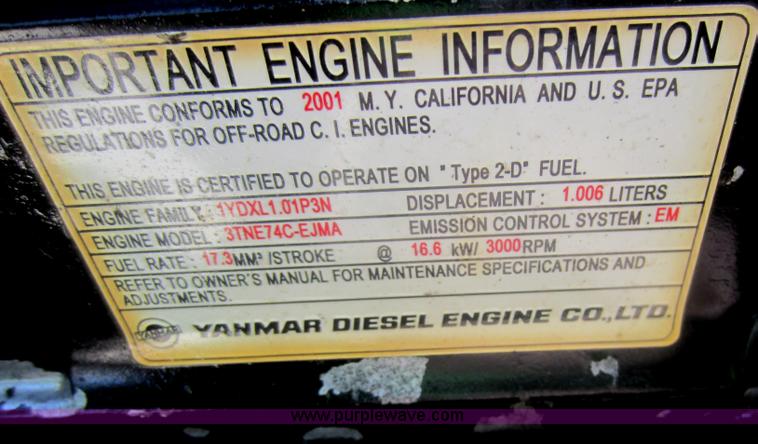 IMPORTANT ENGINE INFORMATION
THIS ENGINE CONFORMS TO 2001 M.Y. CALIFORNIA AND U.S. EPA
REGULATIONS FOR OFF-ROAD C.I. ENGINES.
THIS ENGINE IS CERTIFIED TO OPERATE ON "Type 2-D" FUEL.
ENGINE FAMILY : 1YDXL1.01P3N DISPLACEMENT : 1.006 LITERS
ENGINE MODEL : 3TNE74C-EJMA EMISSION CONTROL SYSTEM : EM
FUEL RATE : 17.3MM³ /STROKE @ 16.6 kW/ 3000RPM
REFER TO OWNER'S MANUAL FOR MAINTENANCE SPECIFICATIONS AND
ADJUSTMENTS.
YANMAR YANMAR DIESEL ENGINE CO.,LTD.
www.purplewave.com